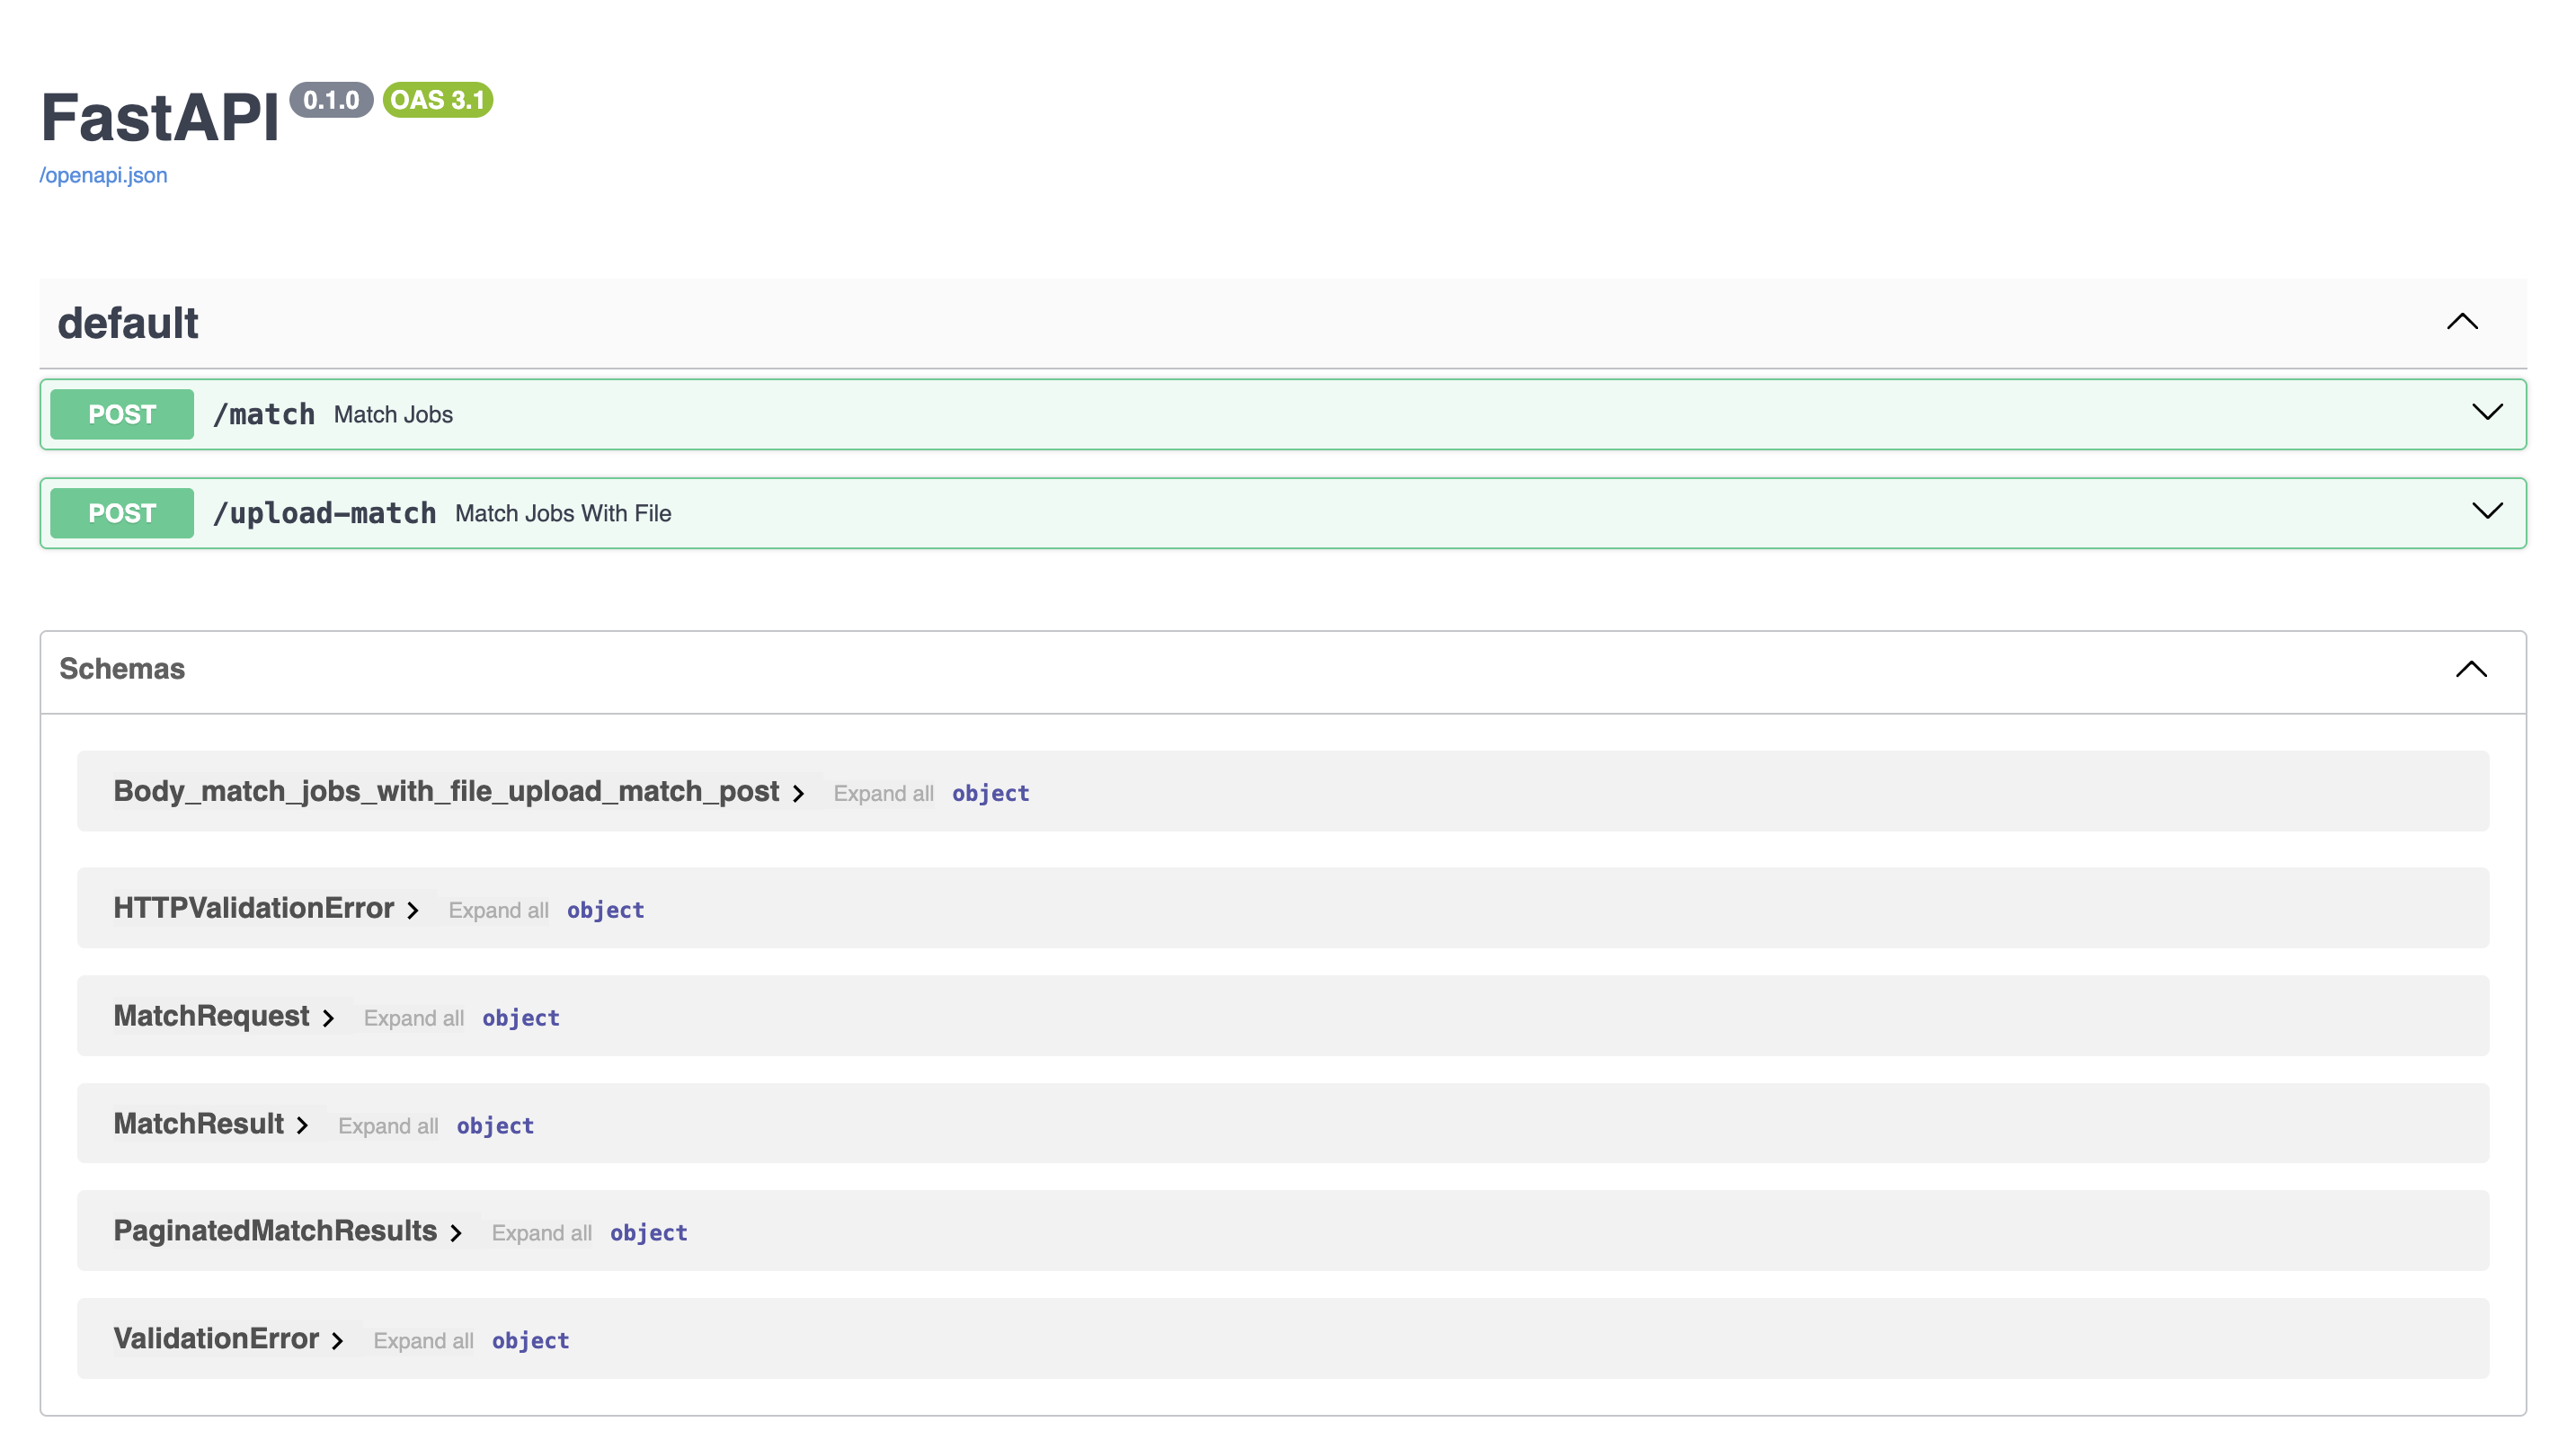 FastAPI 0.1.0 OAS 3.1
/openapi.json
default
POST /match Match Jobs
POST /upload-match Match Jobs With File
Schemas
Body_match_jobs_with_file_upload_match_post Expand all object
HTTPValidationError Expand all object
MatchRequest Expand all object
MatchResult Expand all object
PaginatedMatchResults Expand all object
ValidationError Expand all object